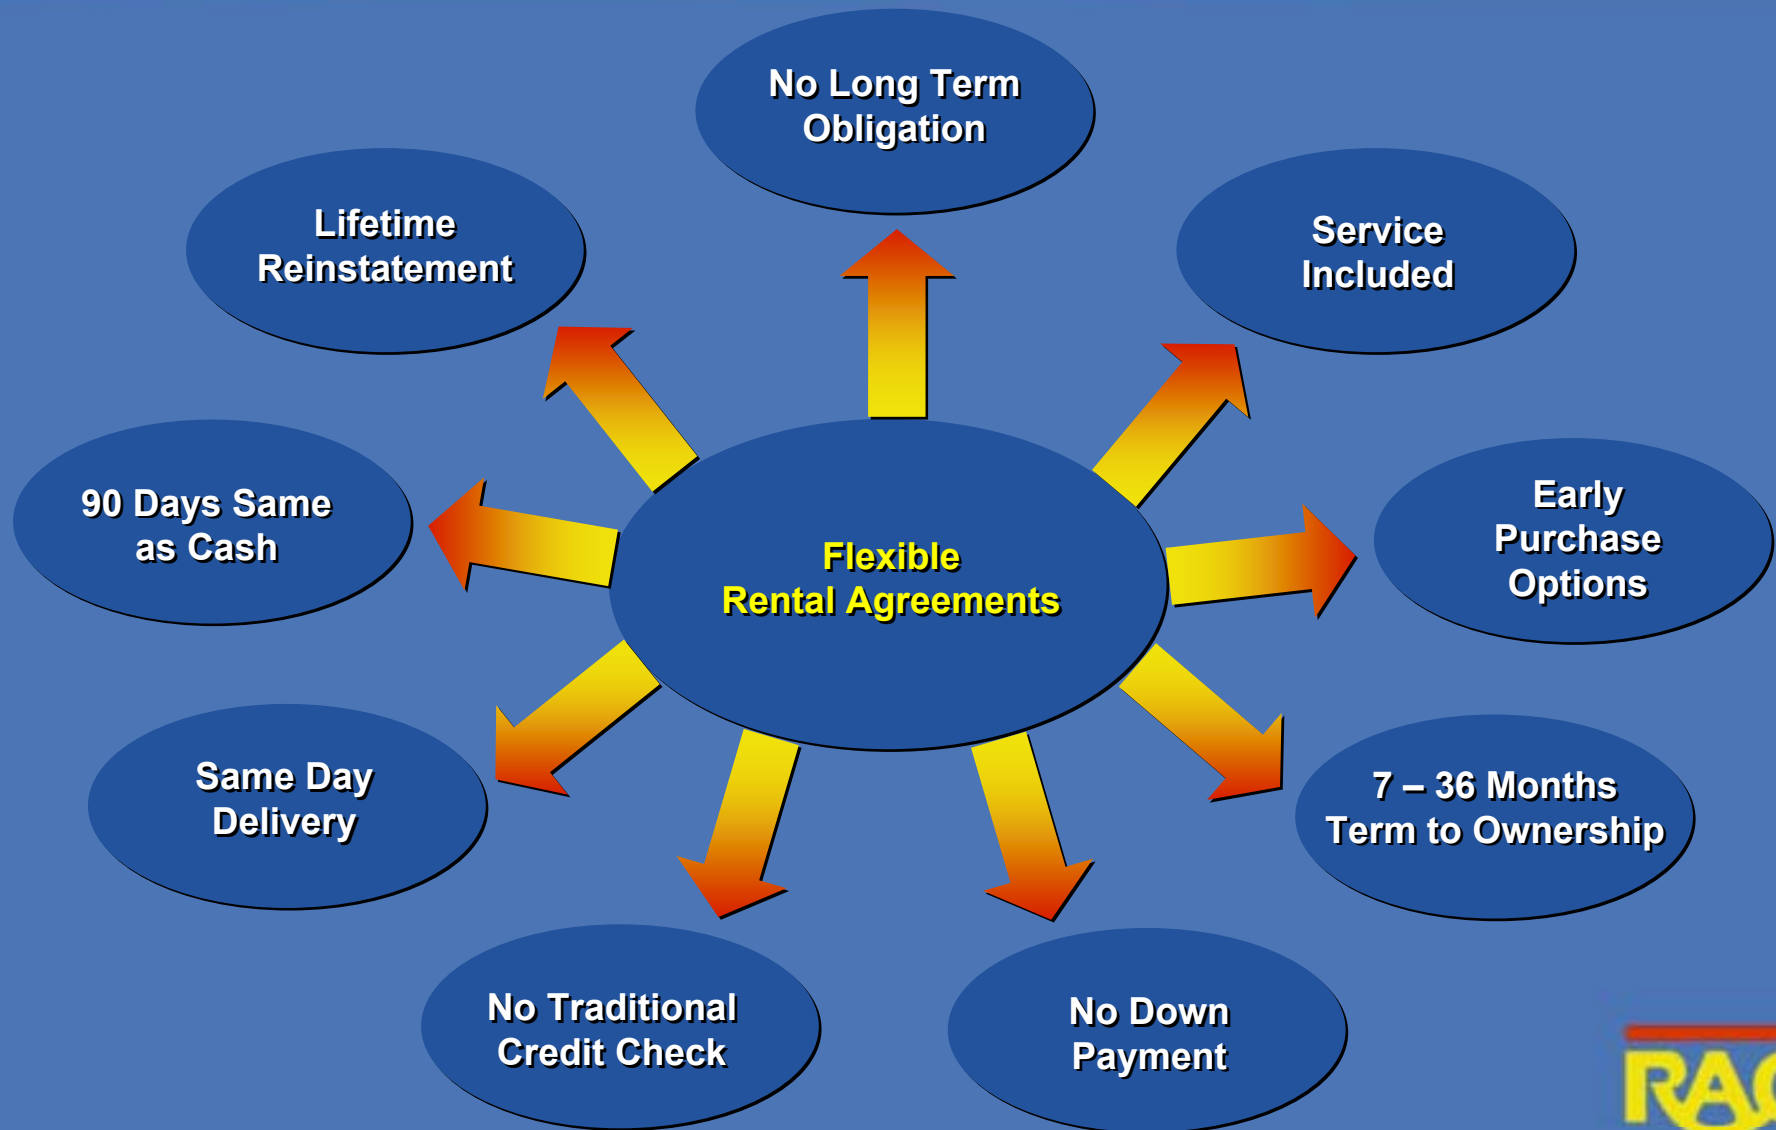 No Long Term
Obligation
Lifetime
Reinstatement
Service
Included
90 Days Same
as Cash
Early
Purchase
Options
Flexible
Rental Agreements
Same Day
Delivery
7 – 36 Months
Term to Ownership
No Traditional
Credit Check
No Down
Payment
RAC